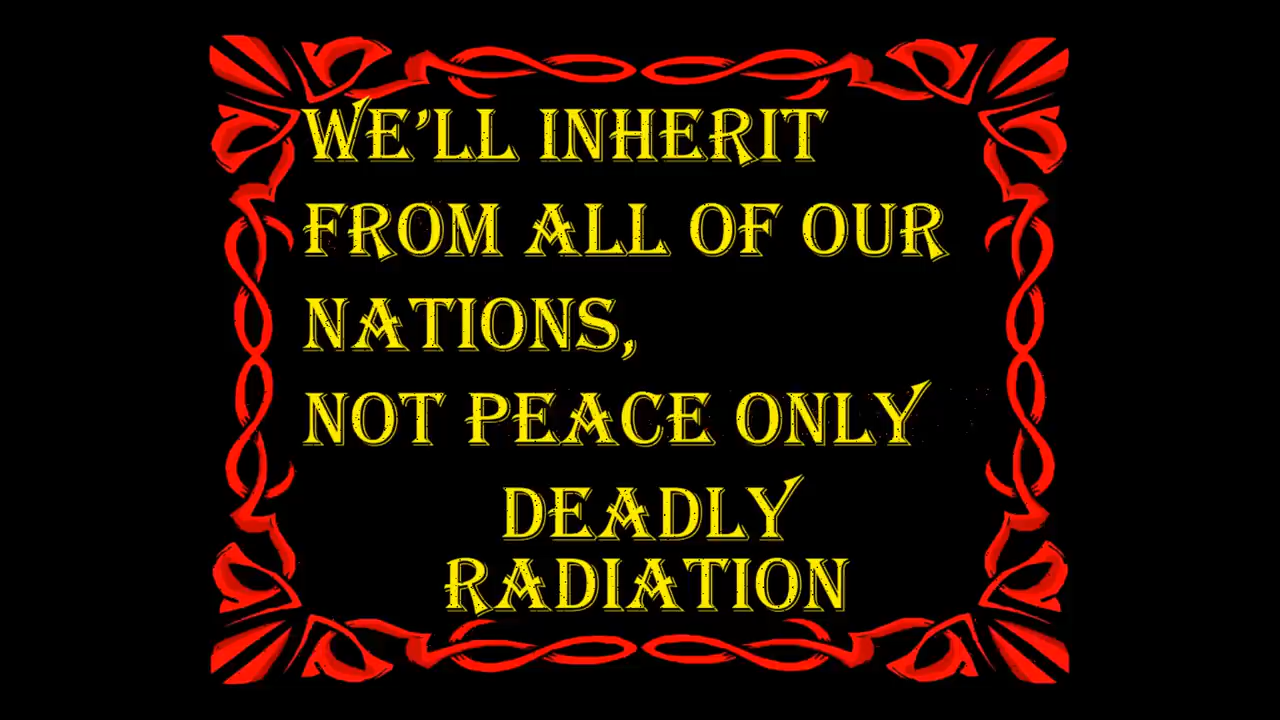 WE'LL INHERIT
FROM ALL OF OUR
NATIONS,
NOT PEACE ONLY
DEADLY
RADIATION